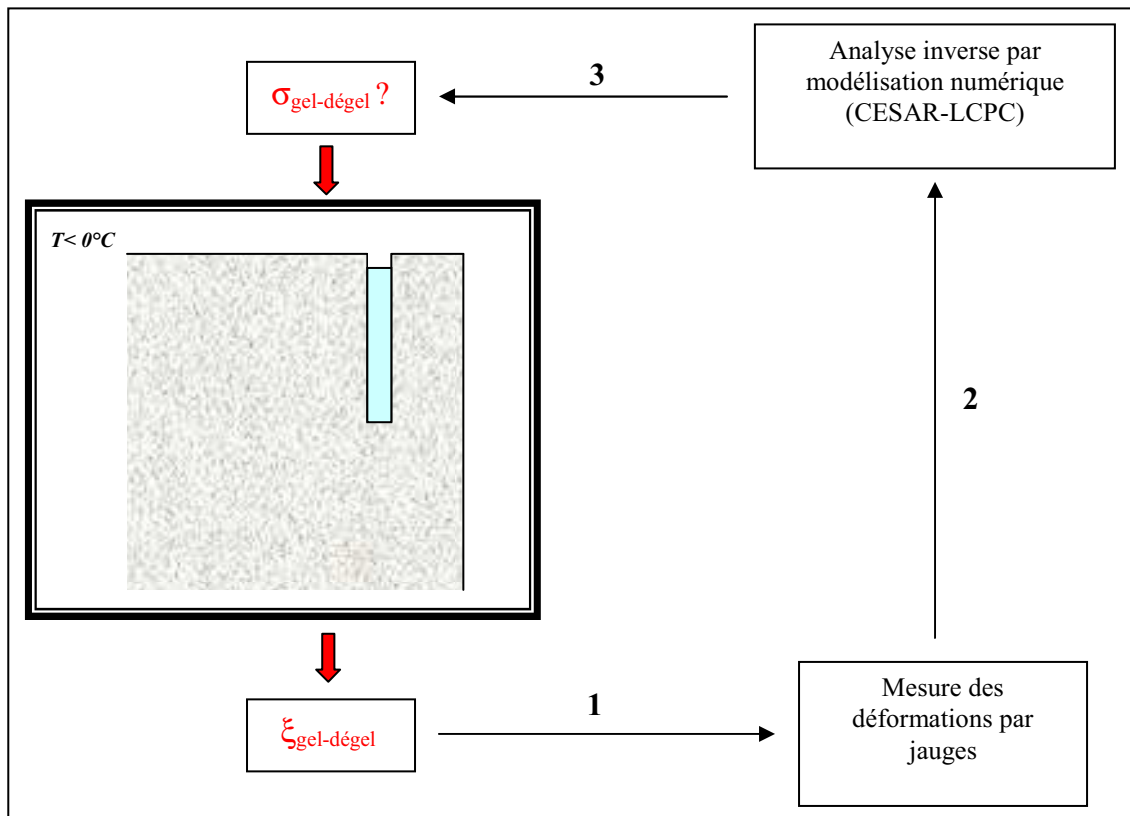 Analyse inverse par
modélisation numérique
(CESAR-LCPC)
3
σgel-dégel ?
T< 0°C
2
1
ξgel-dégel
Mesure des
déformations par
jauges